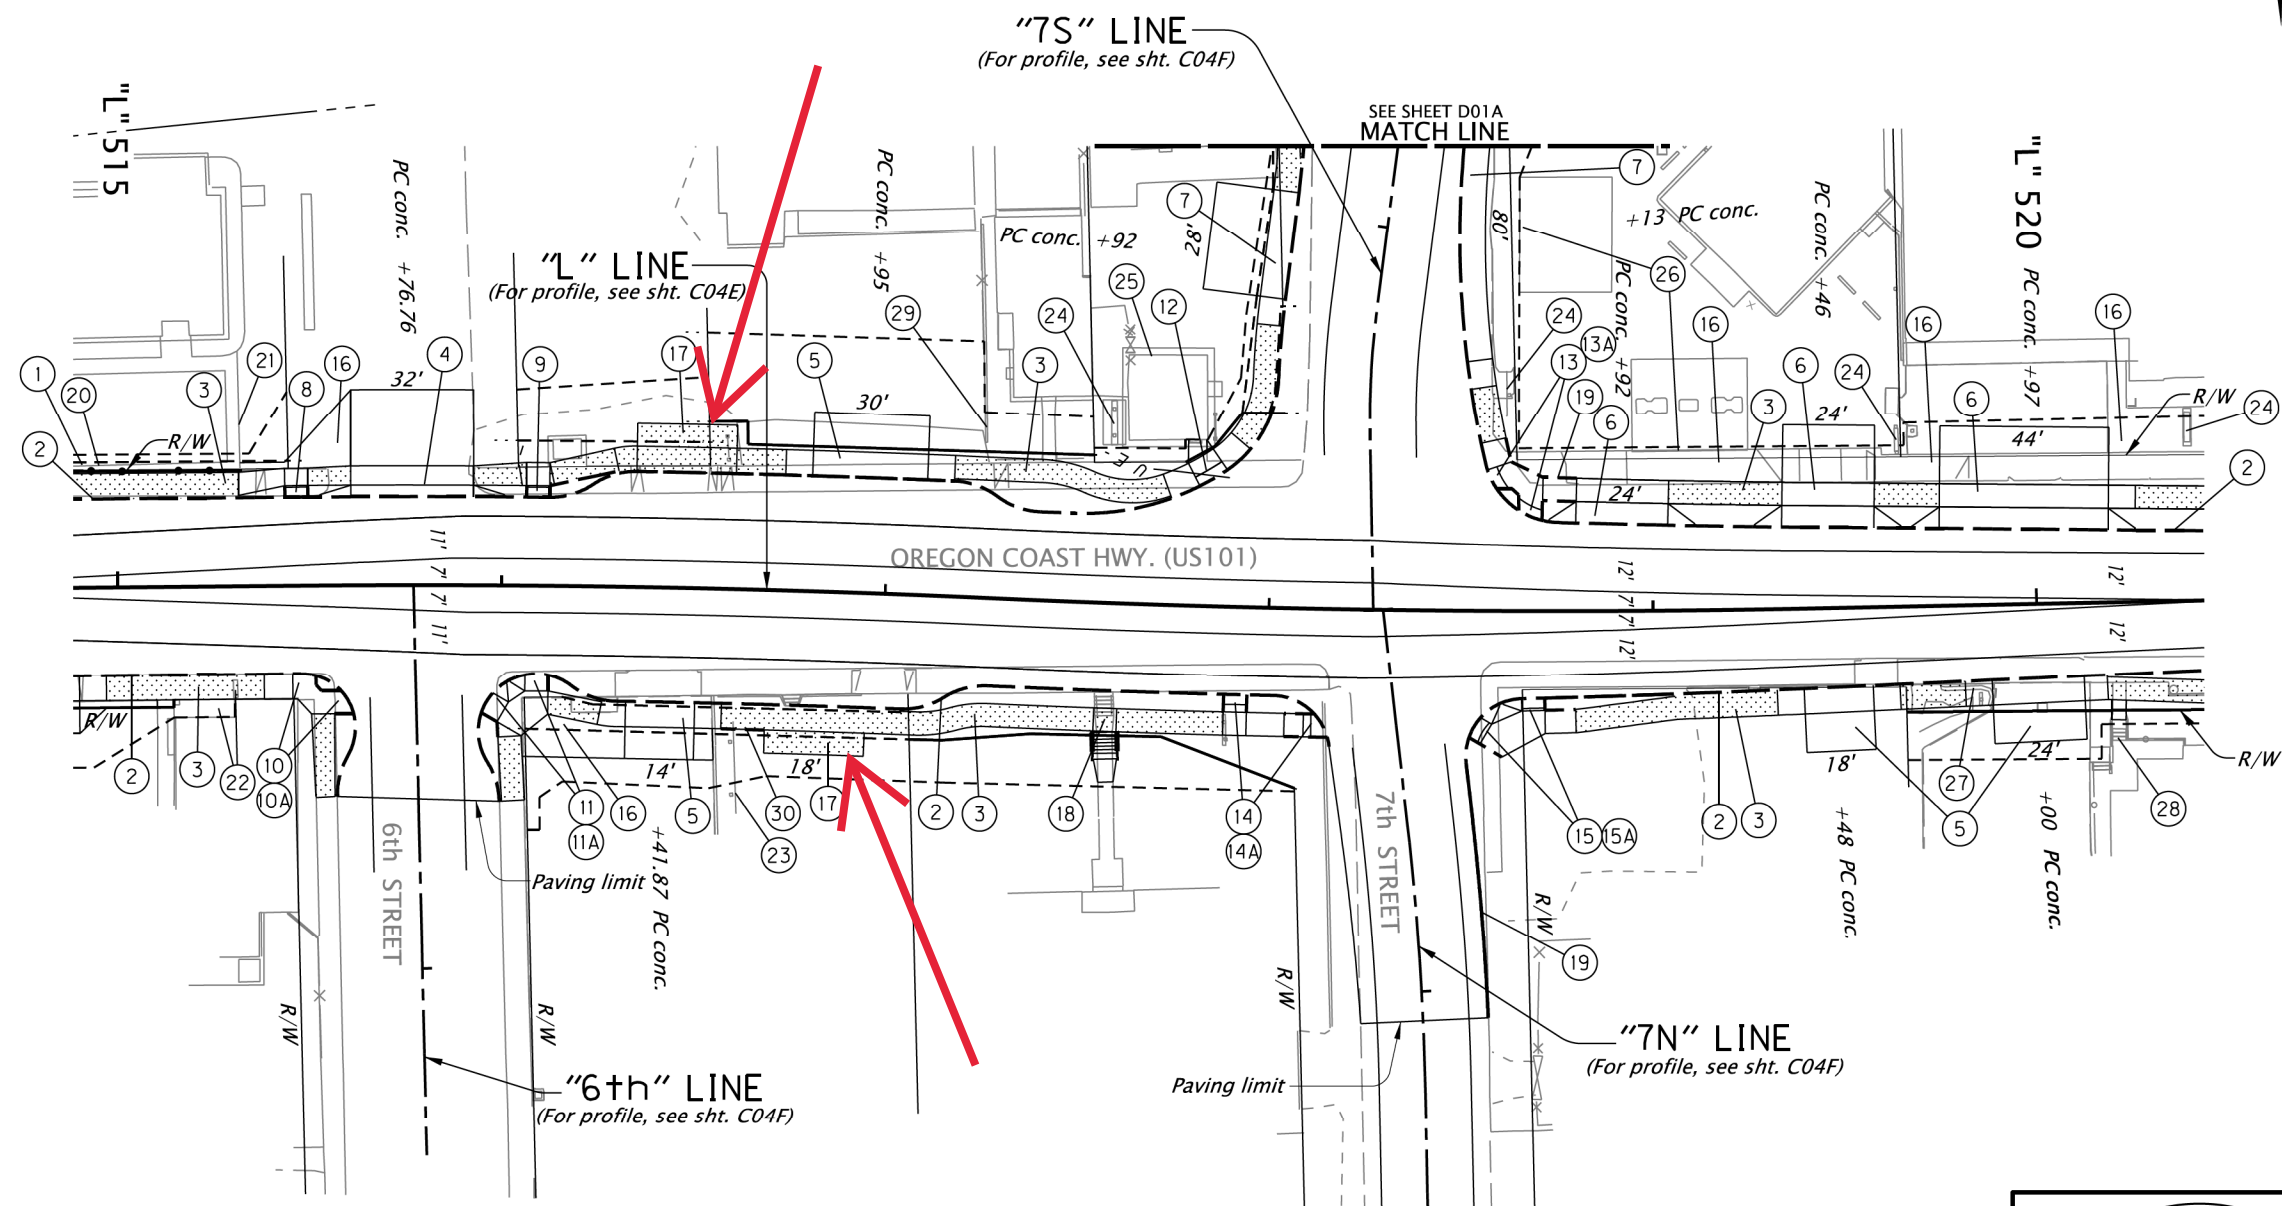 "7S" LINE
(For profile, see sht. C04F)
SEE SHEET D01A
MATCH LINE
"L" 515
PC conc. +76.76
PC conc. +95
"L" LINE
(For profile, see sht. C04E)
PC conc. +92
7
28'
80'
7
+13 PC conc.
PC conc. +46
"L" 520
PC conc. +97
PC conc. +92
26
25
12
29
24
3
24
13
13A
19
6
16
6
24
16
16
6
24
R/W
2
1
20
3
21
8
16
4
9
17
5
2
R/W
32'
30'
3
24'
24'
44'
11'
7'
7'
11'
OREGON COAST HWY. (US101)
12'
7'
7'
12'
12'
12'
R/W
2
3
22
10
10A
11
11A
16
14'
5
30
18'
17
23
2
3
18
14
14A
15
15A
2
3
18'
5
27
24'
28
R/W
6th STREET
Paving limit
+41.87 PC conc.
7th STREET
+48 PC conc.
+00 PC conc.
R/W
R/W
R/W
R/W
19
"6th" LINE
(For profile, see sht. C04F)
Paving limit
"7N" LINE
(For profile, see sht. C04F)